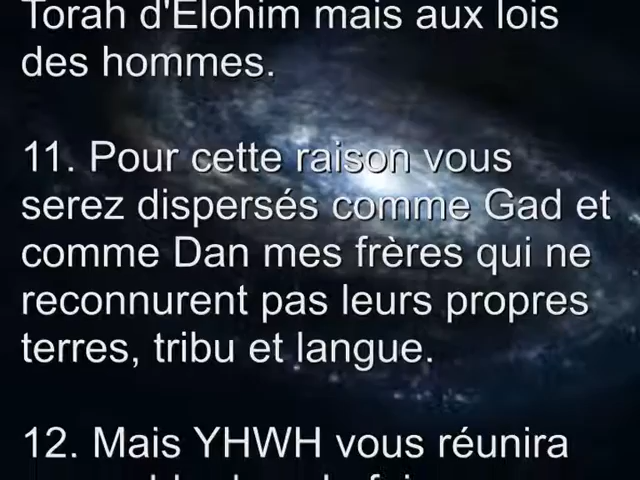 Torah d'Elohim mais aux lois
des hommes.
11. Pour cette raison vous
serez dispersés comme Gad et
comme Dan mes frères qui ne
reconnurent pas leurs propres
terres, tribu et langue.
12. Mais YHWH vous réunira